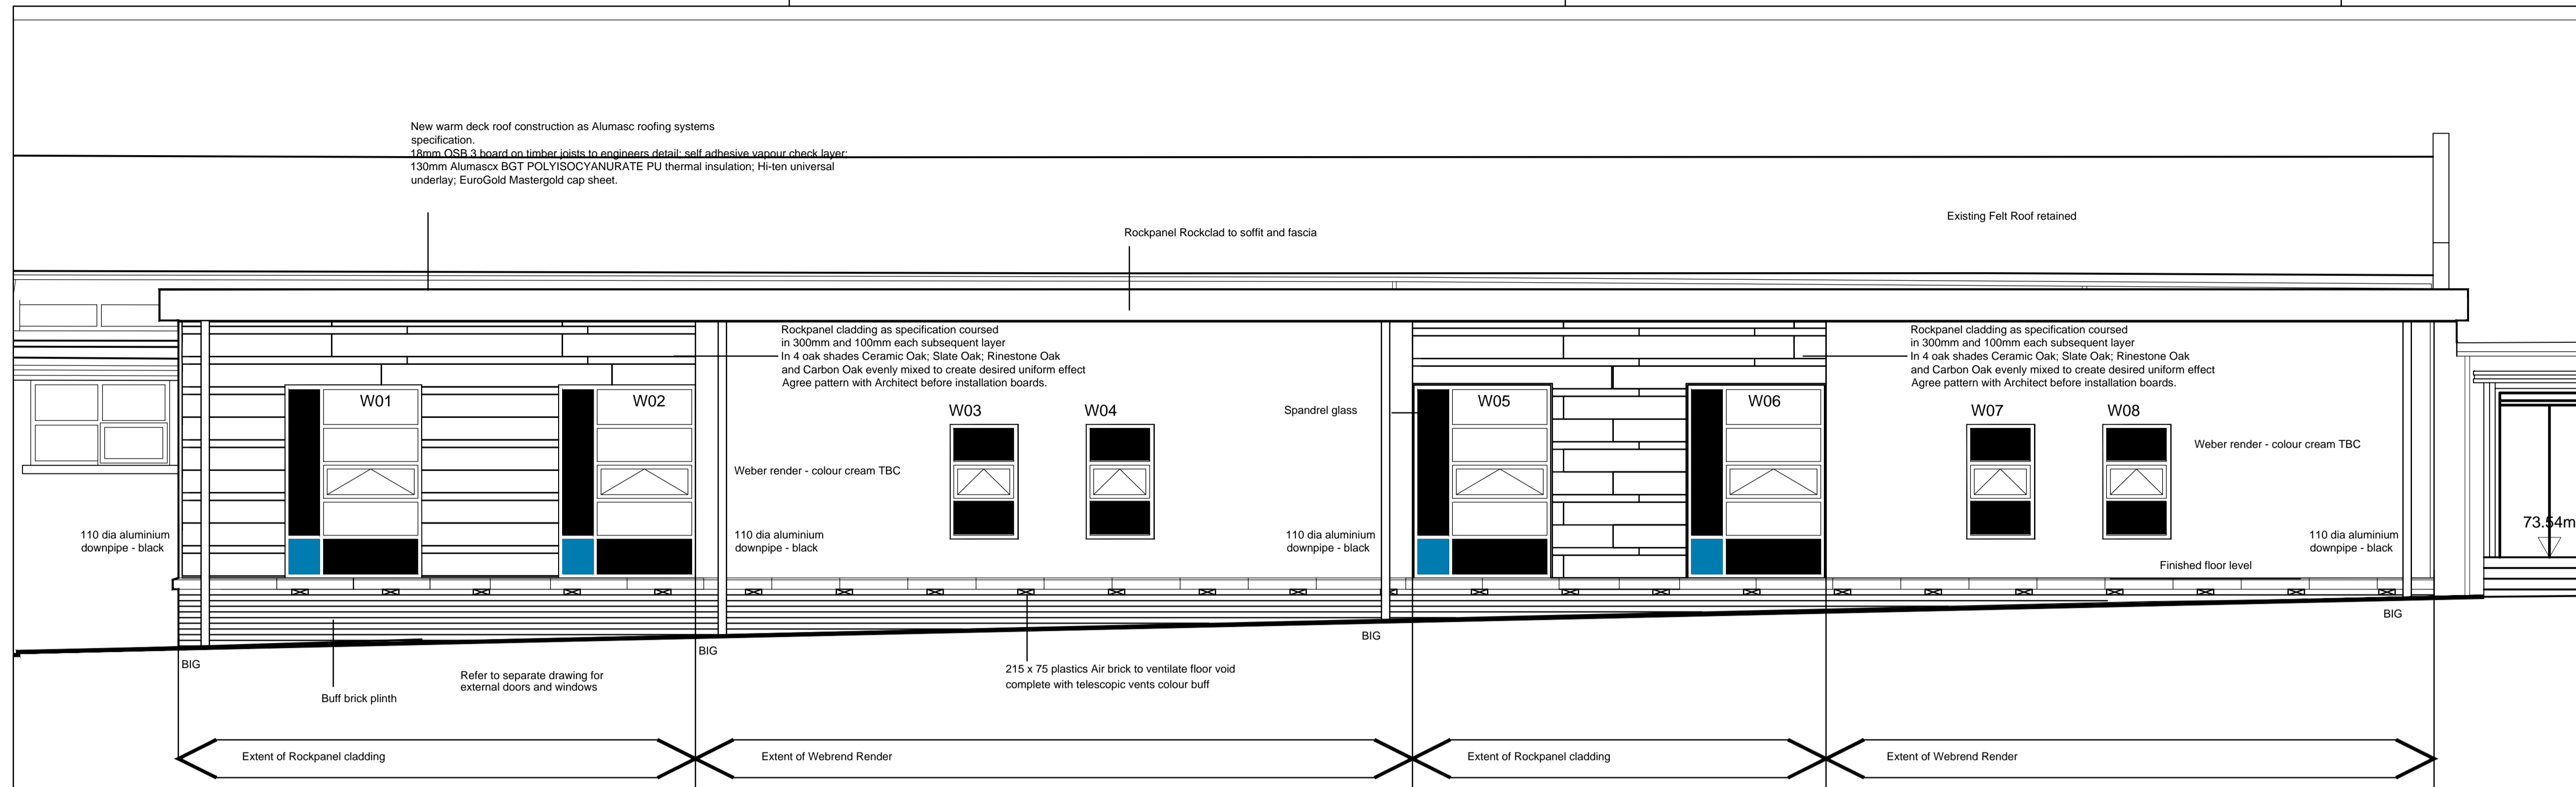 New warm deck roof construction as Alumasc roofing systems
specification.
18mm OSB 3 board on timber joists to engineers detail; self adhesive vapour check layer;
130mm Alumascx BGT POLYISOCYANURATE PU thermal insulation; Hi-ten universal
underlay; EuroGold Mastergold cap sheet.
Existing Felt Roof retained
Rockpanel Rockclad to soffit and fascia
Rockpanel cladding as specification coursed
in 300mm and 100mm each subsequent layer
In 4 oak shades Ceramic Oak; Slate Oak; Rinestone Oak
and Carbon Oak evenly mixed to create desired uniform effect
Agree pattern with Architect before installation boards.
Rockpanel cladding as specification coursed
in 300mm and 100mm each subsequent layer
In 4 oak shades Ceramic Oak; Slate Oak; Rinestone Oak
and Carbon Oak evenly mixed to create desired uniform effect
Agree pattern with Architect before installation boards.
W01
W02
W03
W04
Spandrel glass
W05
W06
W07
W08
Weber render - colour cream TBC
Weber render - colour cream TBC
110 dia aluminium
downpipe - black
110 dia aluminium
downpipe - black
110 dia aluminium
downpipe - black
110 dia aluminium
downpipe - black
73.54m
Finished floor level
BIG
BIG
BIG
BIG
Buff brick plinth
Refer to separate drawing for
external doors and windows
215 x 75 plastics Air brick to ventilate floor void
complete with telescopic vents colour buff
Extent of Rockpanel cladding
Extent of Webrend Render
Extent of Rockpanel cladding
Extent of Webrend Render